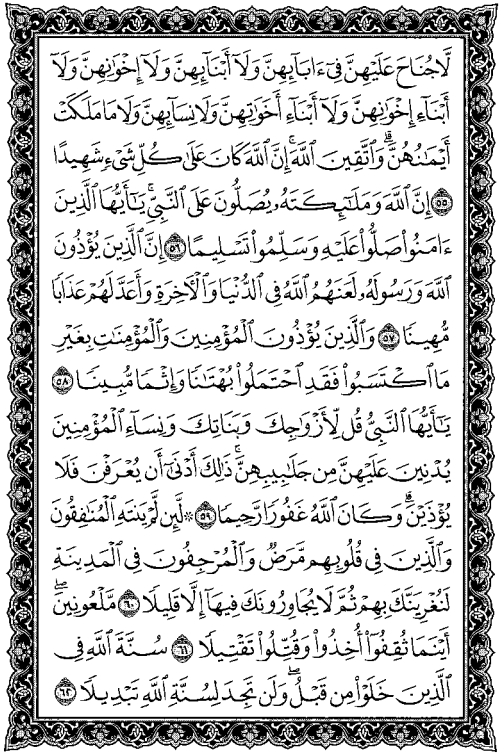 لَّا جُنَاحَ عَلَيْهِنَّ فِىٓ ءَابَآئِهِنَّ وَلَآ أَبْنَآئِهِنَّ وَلَآ إِخْوَٰنِهِنَّ وَلَآ
أَبْنَآءِ إِخْوَٰنِهِنَّ وَلَآ أَبْنَآءِ أَخَوَٰتِهِنَّ وَلَا نِسَآئِهِنَّ وَلَا مَا مَلَكَتْ
أَيْمَٰنُهُنَّ ۗ وَٱتَّقِينَ ٱللَّهَ ۚ إِنَّ ٱللَّهَ كَانَ عَلَىٰ كُلِّ شَىْءٍ شَهِيدًا
٥٥ إِنَّ ٱللَّهَ وَمَلَٰٓئِكَتَهُۥ يُصَلُّونَ عَلَى ٱلنَّبِىِّ ۚ يَٰٓأَيُّهَا ٱلَّذِينَ
ءَامَنُوا۟ صَلُّوا۟ عَلَيْهِ وَسَلِّمُوا۟ تَسْلِيمًا ٥٦ إِنَّ ٱلَّذِينَ يُؤْذُونَ
ٱللَّهَ وَرَسُولَهُۥ لَعَنَهُمُ ٱللَّهُ فِى ٱلدُّنْيَا وَٱلْءَاخِرَةِ وَأَعَدَّ لَهُمْ عَذَابًا
مُّهِينًا ٥٧ وَٱلَّذِينَ يُؤْذُونَ ٱلْمُؤْمِنِينَ وَٱلْمُؤْمِنَٰتِ بِغَيْرِ
مَا ٱكْتَسَبُوا۟ فَقَدِ ٱحْتَمَلُوا۟ بُهْتَٰنًا وَإِثْمًا مُّبِينًا ٥٨
يَٰٓأَيُّهَا ٱلنَّبِىُّ قُل لِّأَزْوَٰجِكَ وَبَنَاتِكَ وَنِسَآءِ ٱلْمُؤْمِنِينَ
يُدْنِينَ عَلَيْهِنَّ مِن جَلَٰبِيبِهِنَّ ۚ ذَٰلِكَ أَدْنَىٰٓ أَن يُعْرَفْنَ فَلَا
يُؤْذَيْنَ ۗ وَكَانَ ٱللَّهُ غَفُورًا رَّحِيمًا ٥٩ ۞ لَّئِن لَّمْ يَنتَهِ ٱلْمُنَٰفِقُونَ
وَٱلَّذِينَ فِى قُلُوبِهِم مَّرَضٌ وَٱلْمُرْجِفُونَ فِى ٱلْمَدِينَةِ
لَنُغْرِيَنَّكَ بِهِمْ ثُمَّ لَا يُجَاوِرُونَكَ فِيهَآ إِلَّا قَلِيلًا ٦٠ مَّلْعُونِينَ ۖ
أَيْنَمَا ثُقِفُوٓا۟ أُخِذُوا۟ وَقُتِّلُوا۟ تَقْتِيلًا ٦١ سُنَّةَ ٱللَّهِ فِى
ٱلَّذِينَ خَلَوْا۟ مِن قَبْلُ ۖ وَلَن تَجِدَ لِسُنَّةِ ٱللَّهِ تَبْدِيلًا ٦٢